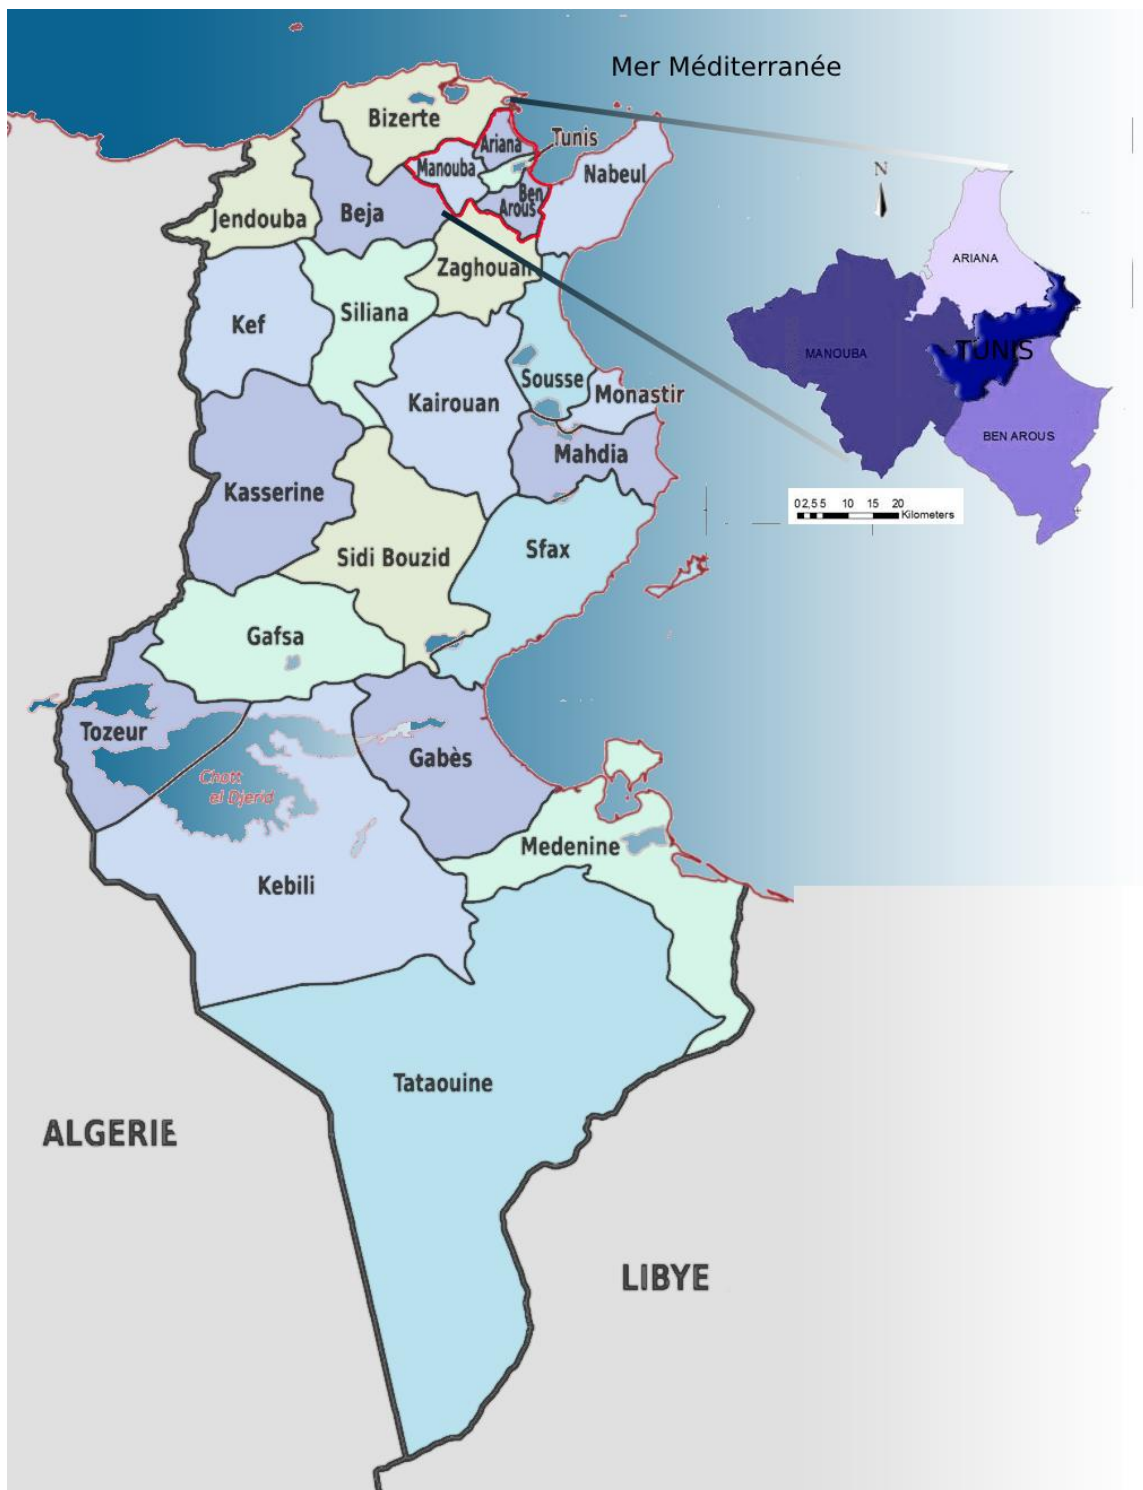 Mer Méditerranée
Bizerte
Ariana
Tunis
Manouba
Nabeul
Ben
Arous
Jendouba
Beja
Zaghouan
Siliana
Kef
Sousse
Monastir
Kairouan
Mahdia
Kasserine
Sfax
Sidi Bouzid
Gafsa
Tozeur
Gabès
Chott
el Djerid
Medenine
Kebili
Tataouine
ALGERIE
LIBYE
N
ARIANA
MANOUBA
TUNIS
BEN AROUS
0 2,5 5 10 15 20
Kilometers